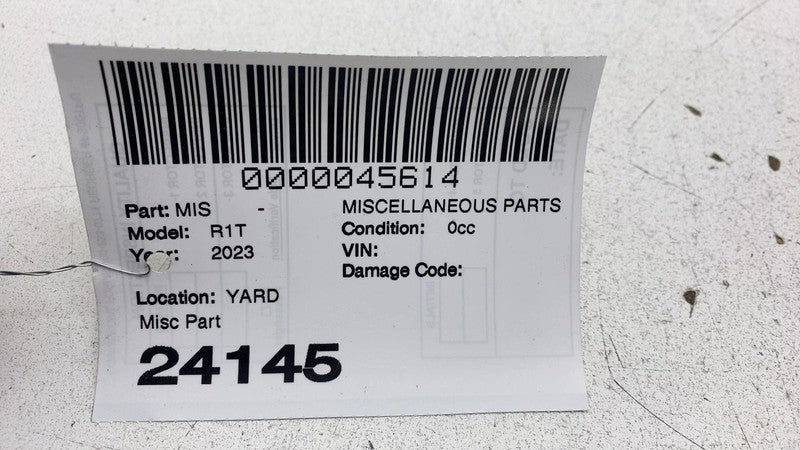 0000045614
Part: MIS - MISCELLANEOUS PARTS
Model: R1T Condition: 0cc
Year: 2023 VIN:
Damage Code:
Location: YARD
Misc Part
24145